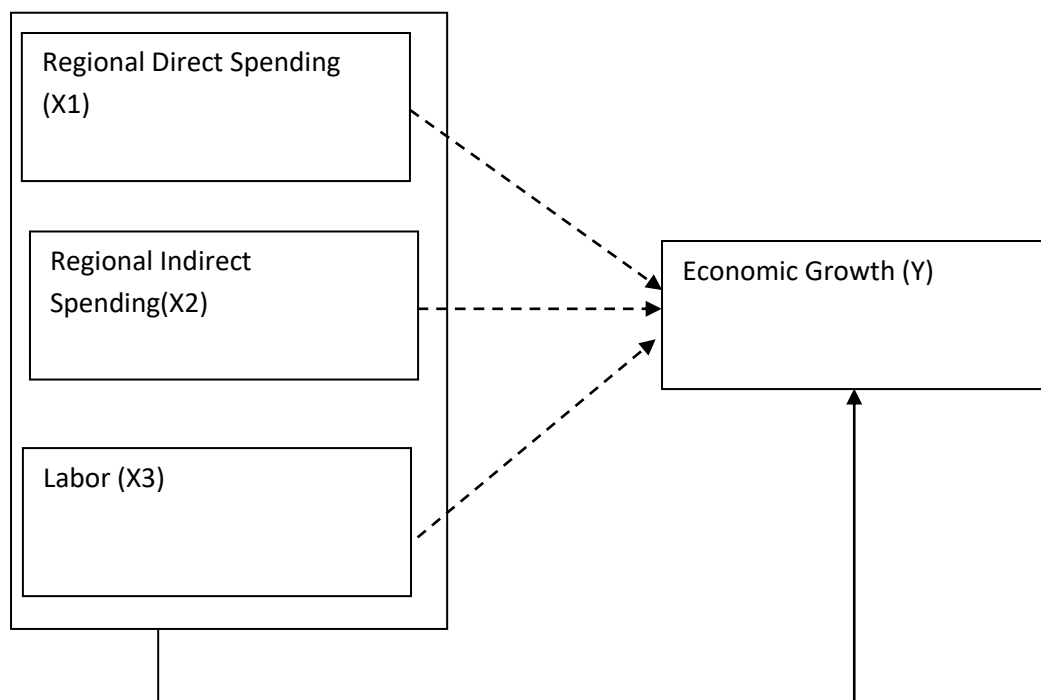 Regional Direct Spending
(X1)
Regional Indirect
Spending(X2)
Economic Growth (Y)
Labor (X3)